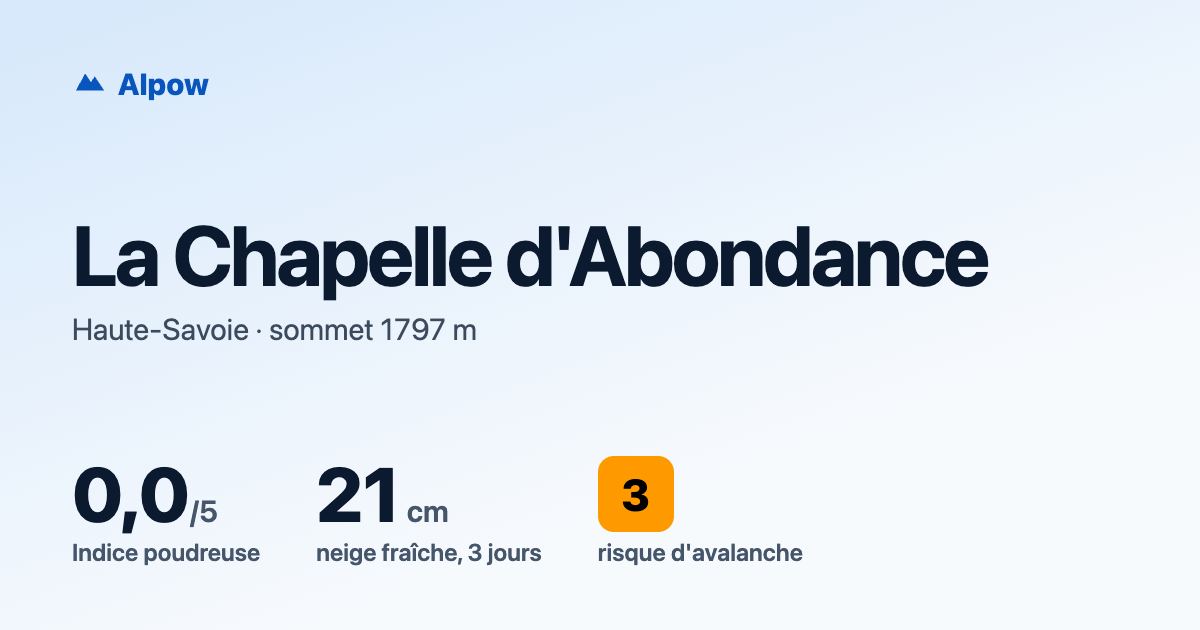 Alpow
La Chapelle d'Abondance
Haute-Savoie · sommet 1797 m
0,0/5
Indice poudreuse
21 cm
neige fraîche, 3 jours
3
risque d'avalanche